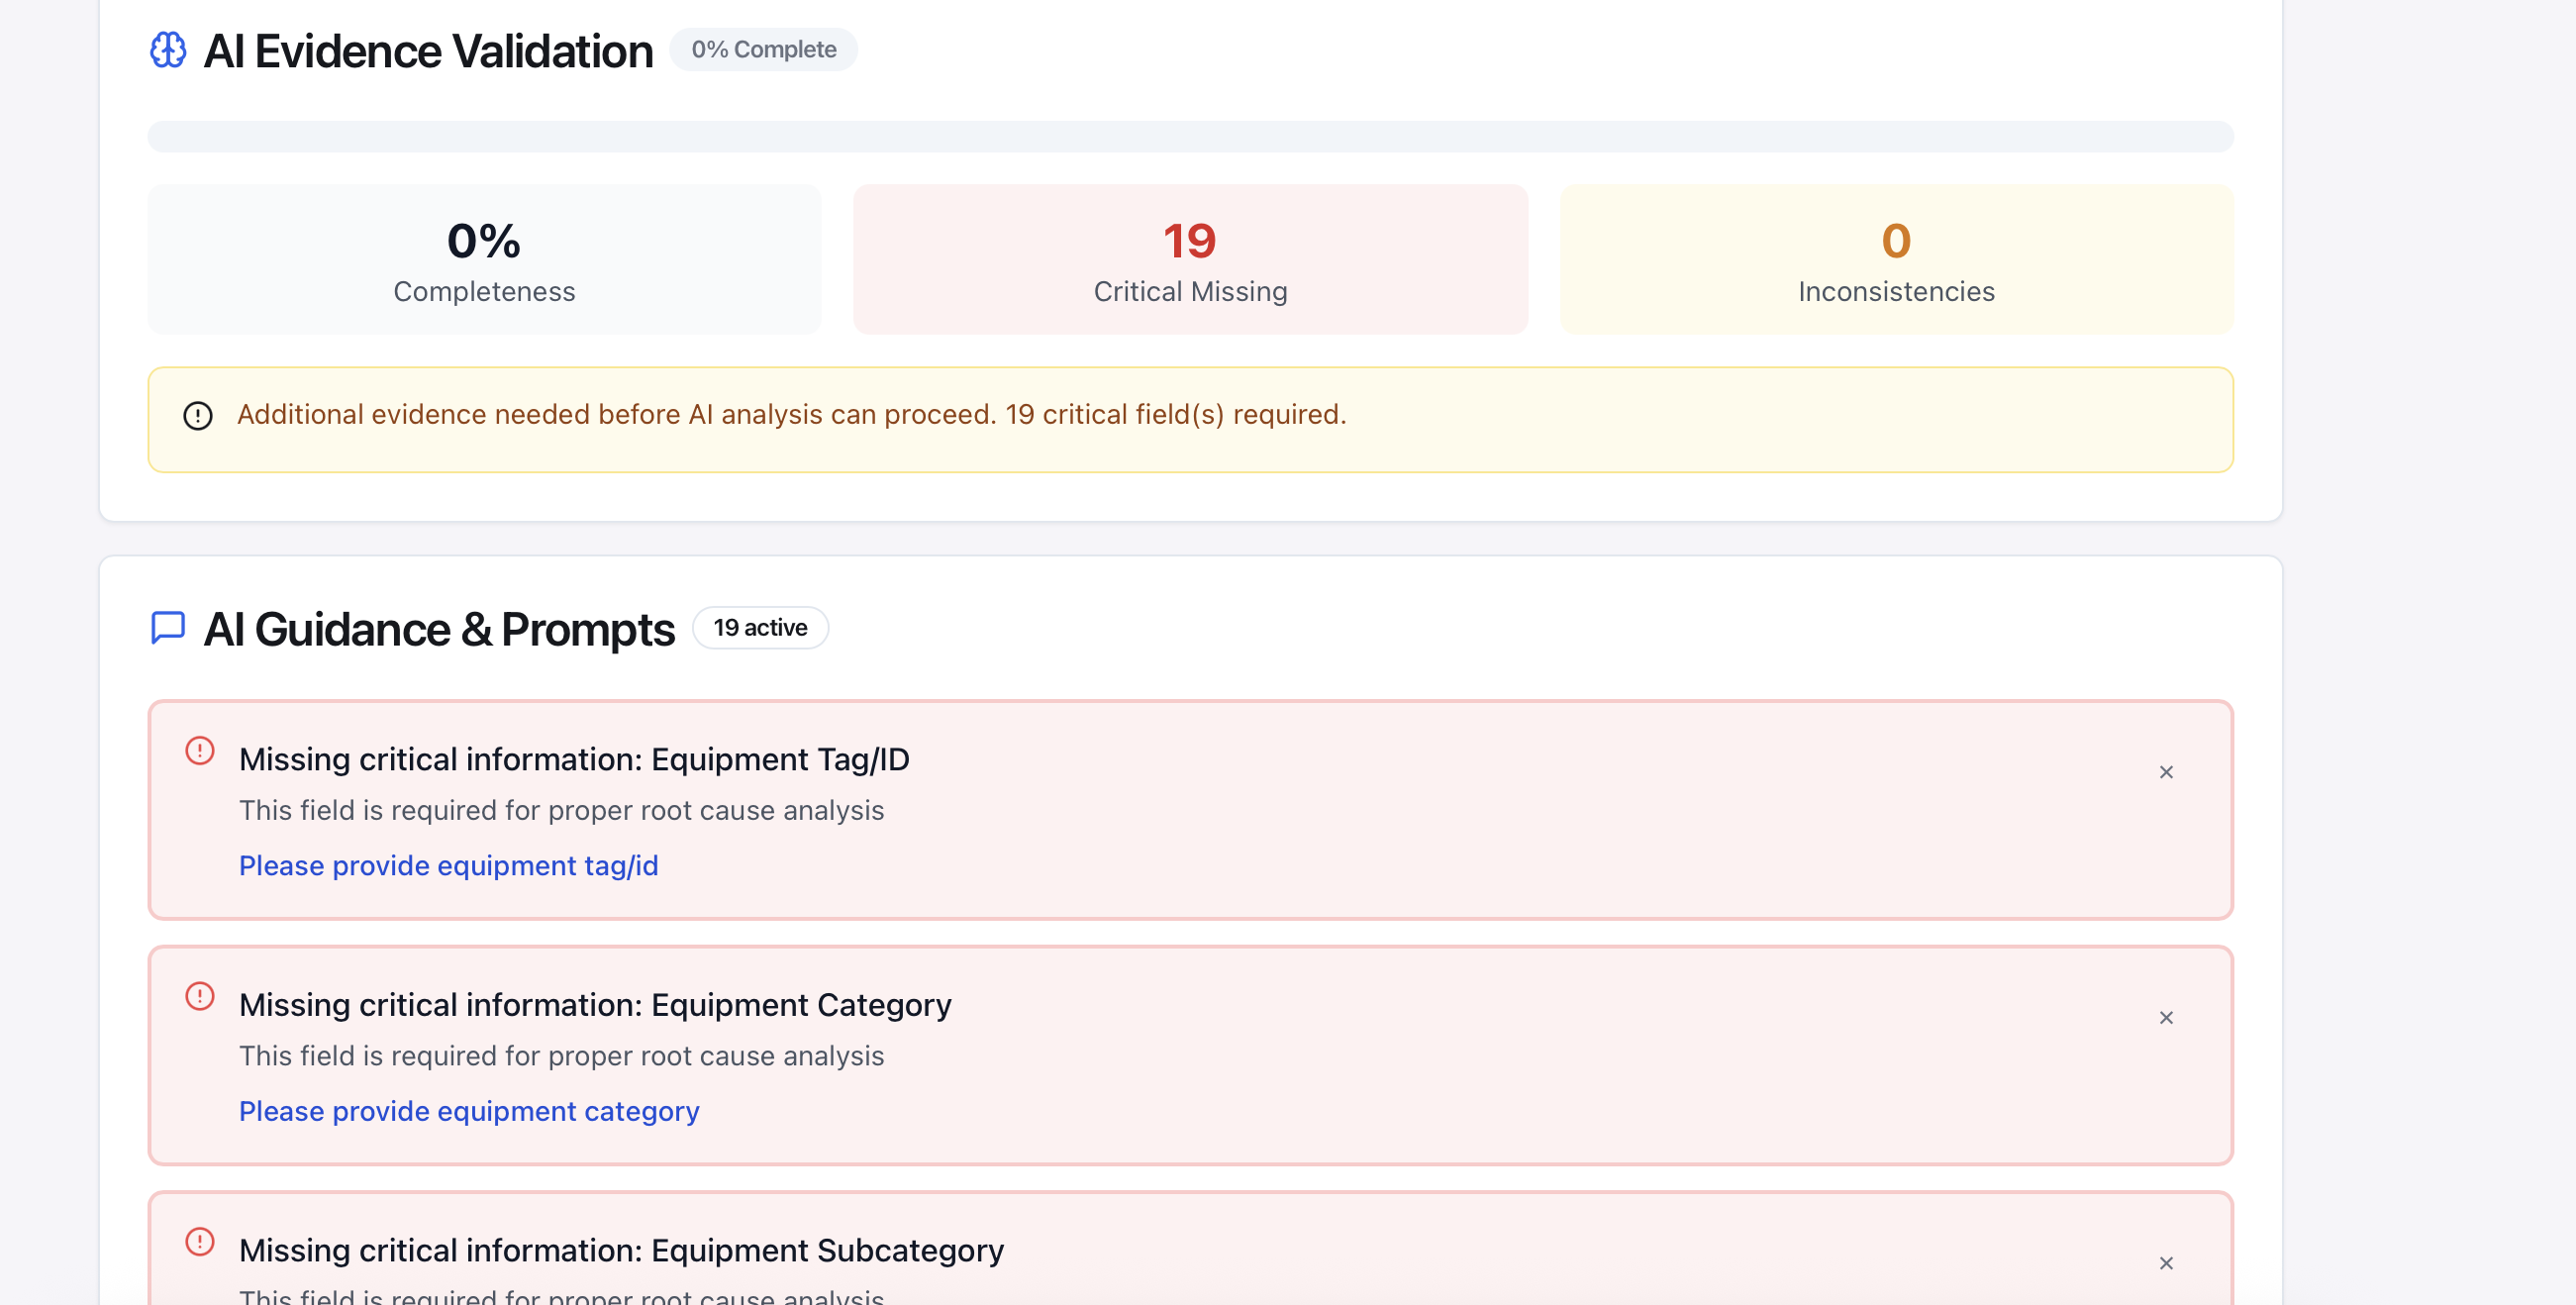 AI Evidence Validation 0% Complete
0%
Completeness
19
Critical Missing
0
Inconsistencies
Additional evidence needed before AI analysis can proceed. 19 critical field(s) required.
AI Guidance & Prompts 19 active
Missing critical information: Equipment Tag/ID
This field is required for proper root cause analysis
Please provide equipment tag/id
Missing critical information: Equipment Category
This field is required for proper root cause analysis
Please provide equipment category
Missing critical information: Equipment Subcategory
This field is required for proper root cause analysis